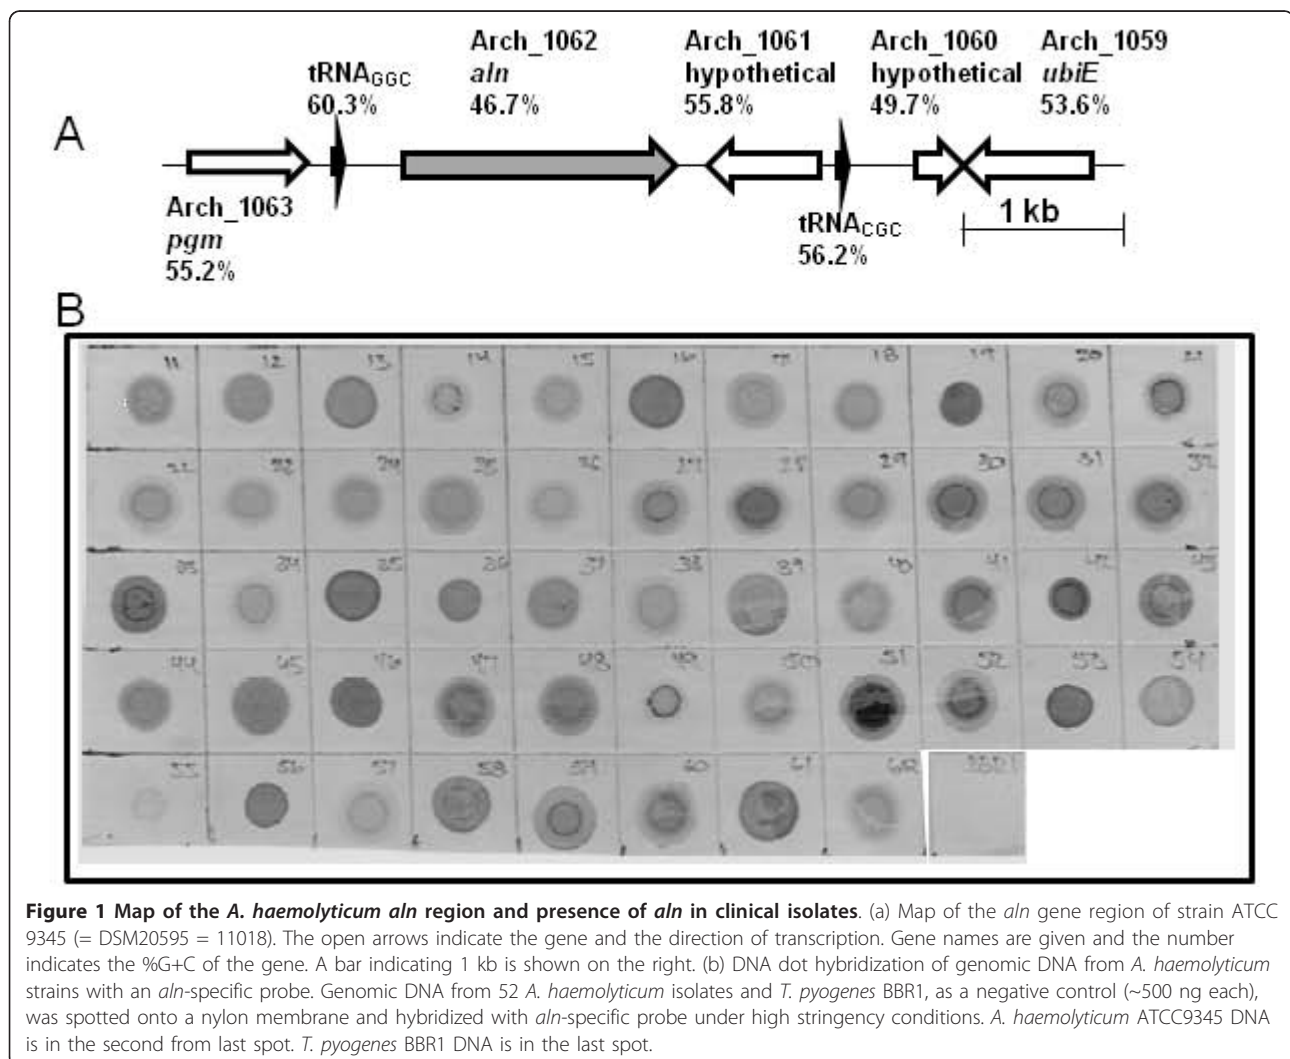 Arch_1062 Arch_1061 Arch_1060 Arch_1059
tRNAGGC aln hypothetical hypothetical ubiE
60.3% 46.7% 55.8% 49.7% 53.6%
A
Arch_1063 1 kb
pgm tRNACGC
55.2% 56.2%
B
11 12 13 14 15 16 18 19 20 21
22 29 30 31 32
33 34 35 36 37 38 39 40 41 42 43
44 45 46 47 48 49 50 51 52 53 54
55 56 57 58 59 60 61 62
Figure 1 Map of the A. haemolyticum aln region and presence of aln in clinical isolates. (a) Map of the aln gene region of strain ATCC
9345 (= DSM20595 = 11018). The open arrows indicate the gene and the direction of transcription. Gene names are given and the number
indicates the %G+C of the gene. A bar indicating 1 kb is shown on the right. (b) DNA dot hybridization of genomic DNA from A. haemolyticum
strains with an aln-specific probe. Genomic DNA from 52 A. haemolyticum isolates and T. pyogenes BBR1, as a negative control (~500 ng each),
was spotted onto a nylon membrane and hybridized with aln-specific probe under high stringency conditions. A. haemolyticum ATCC9345 DNA
is in the second from last spot. T. pyogenes BBR1 DNA is in the last spot.